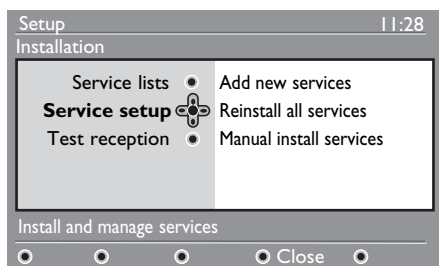 Setup 11:28
Installation
Service lists Add new services
Service setup Reinstall all services
Test reception Manual install services
Install and manage services
Close